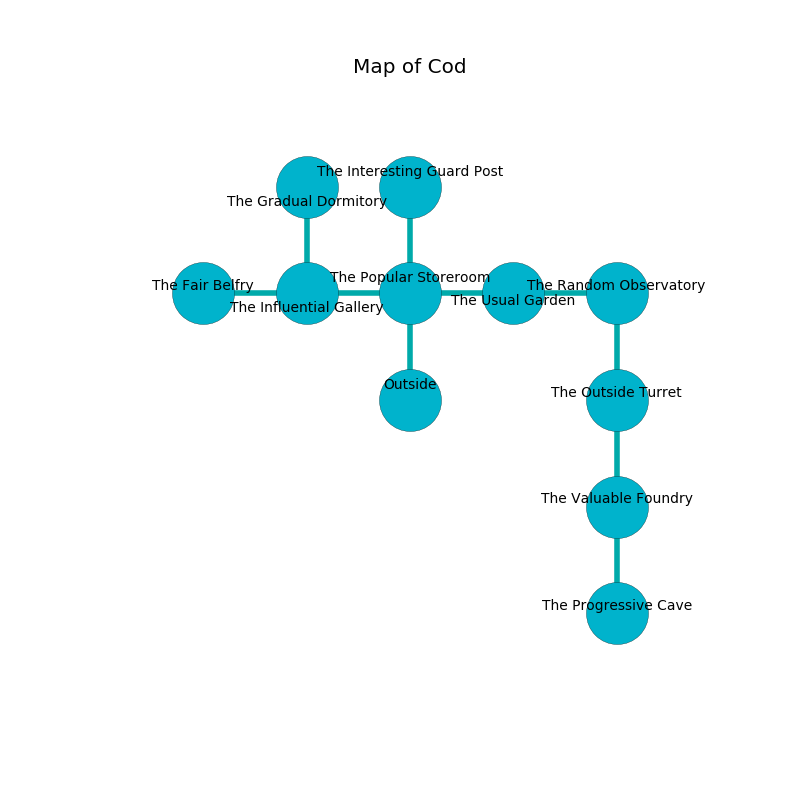 Map of Cod
The Interesting Guard Post
The Gradual Dormitory
The Popular Storeroom
The Fair Belfry
The Random Observatory
The Usual Garden
The Influential Gallery
Outside
The Outside Turret
The Valuable Foundry
The Progressive Cave